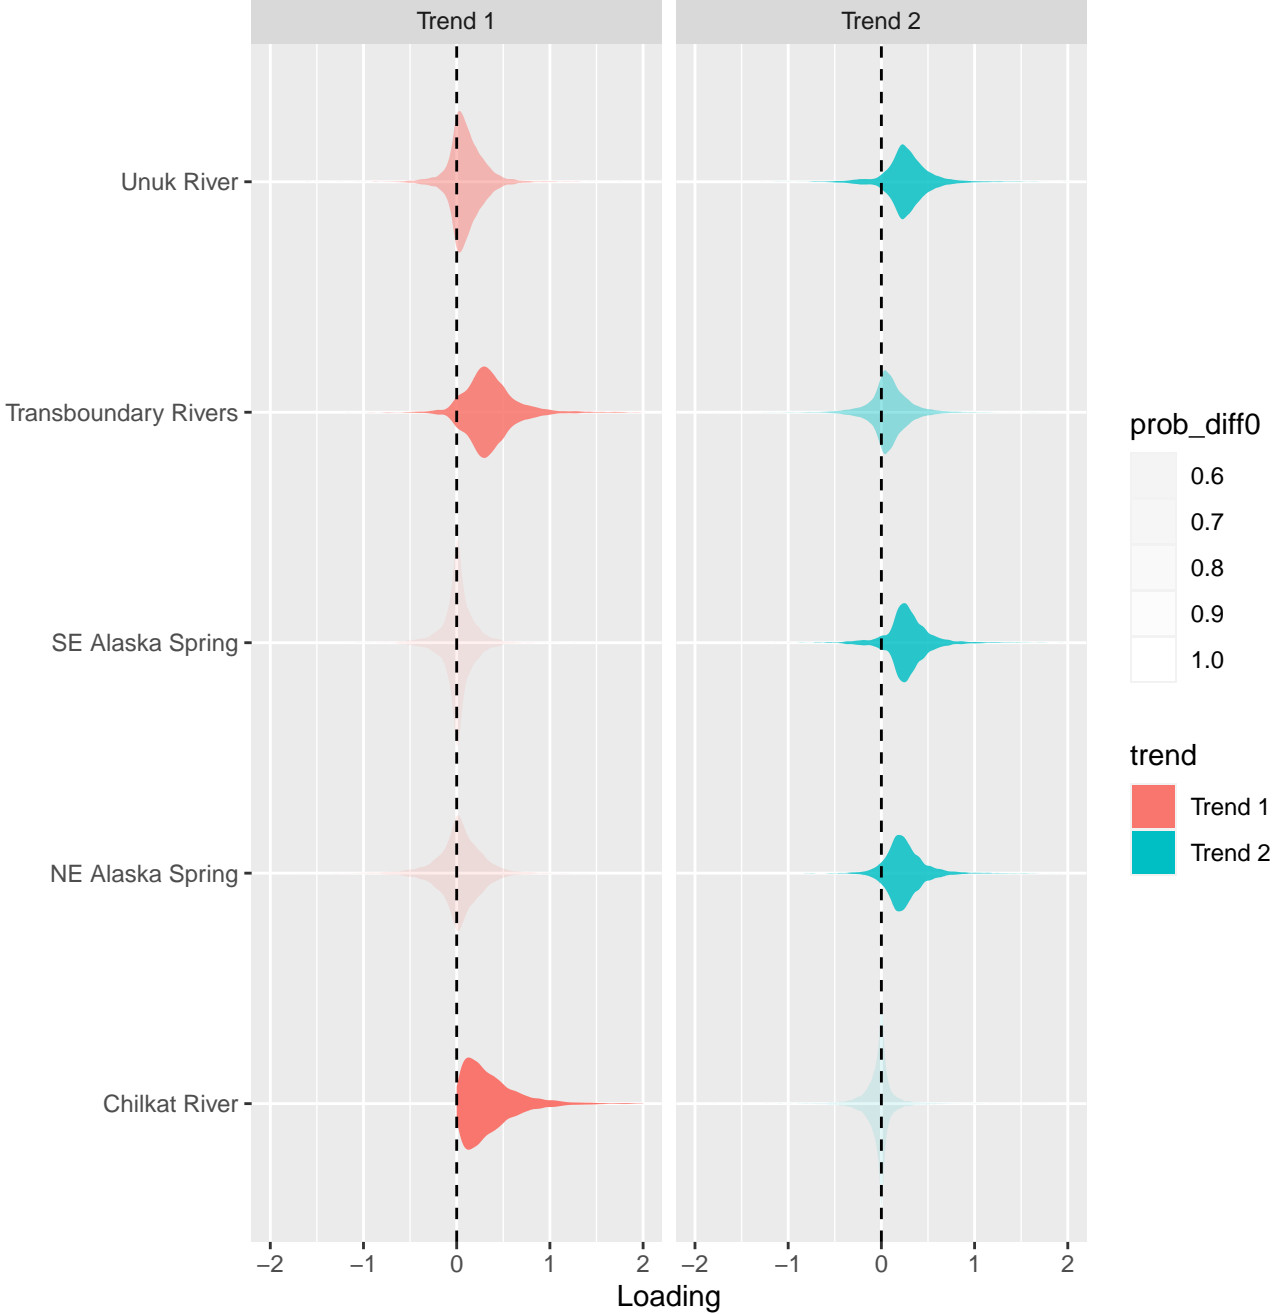 Trend 1
Trend 2
Unuk River
Transboundary Rivers
SE Alaska Spring
NE Alaska Spring
Chilkat River
−2 −1 0 1 2
−2 −1 0 1 2
Loading
prob_diff0
0.6
0.7
0.8
0.9
1.0
trend
Trend 1
Trend 2